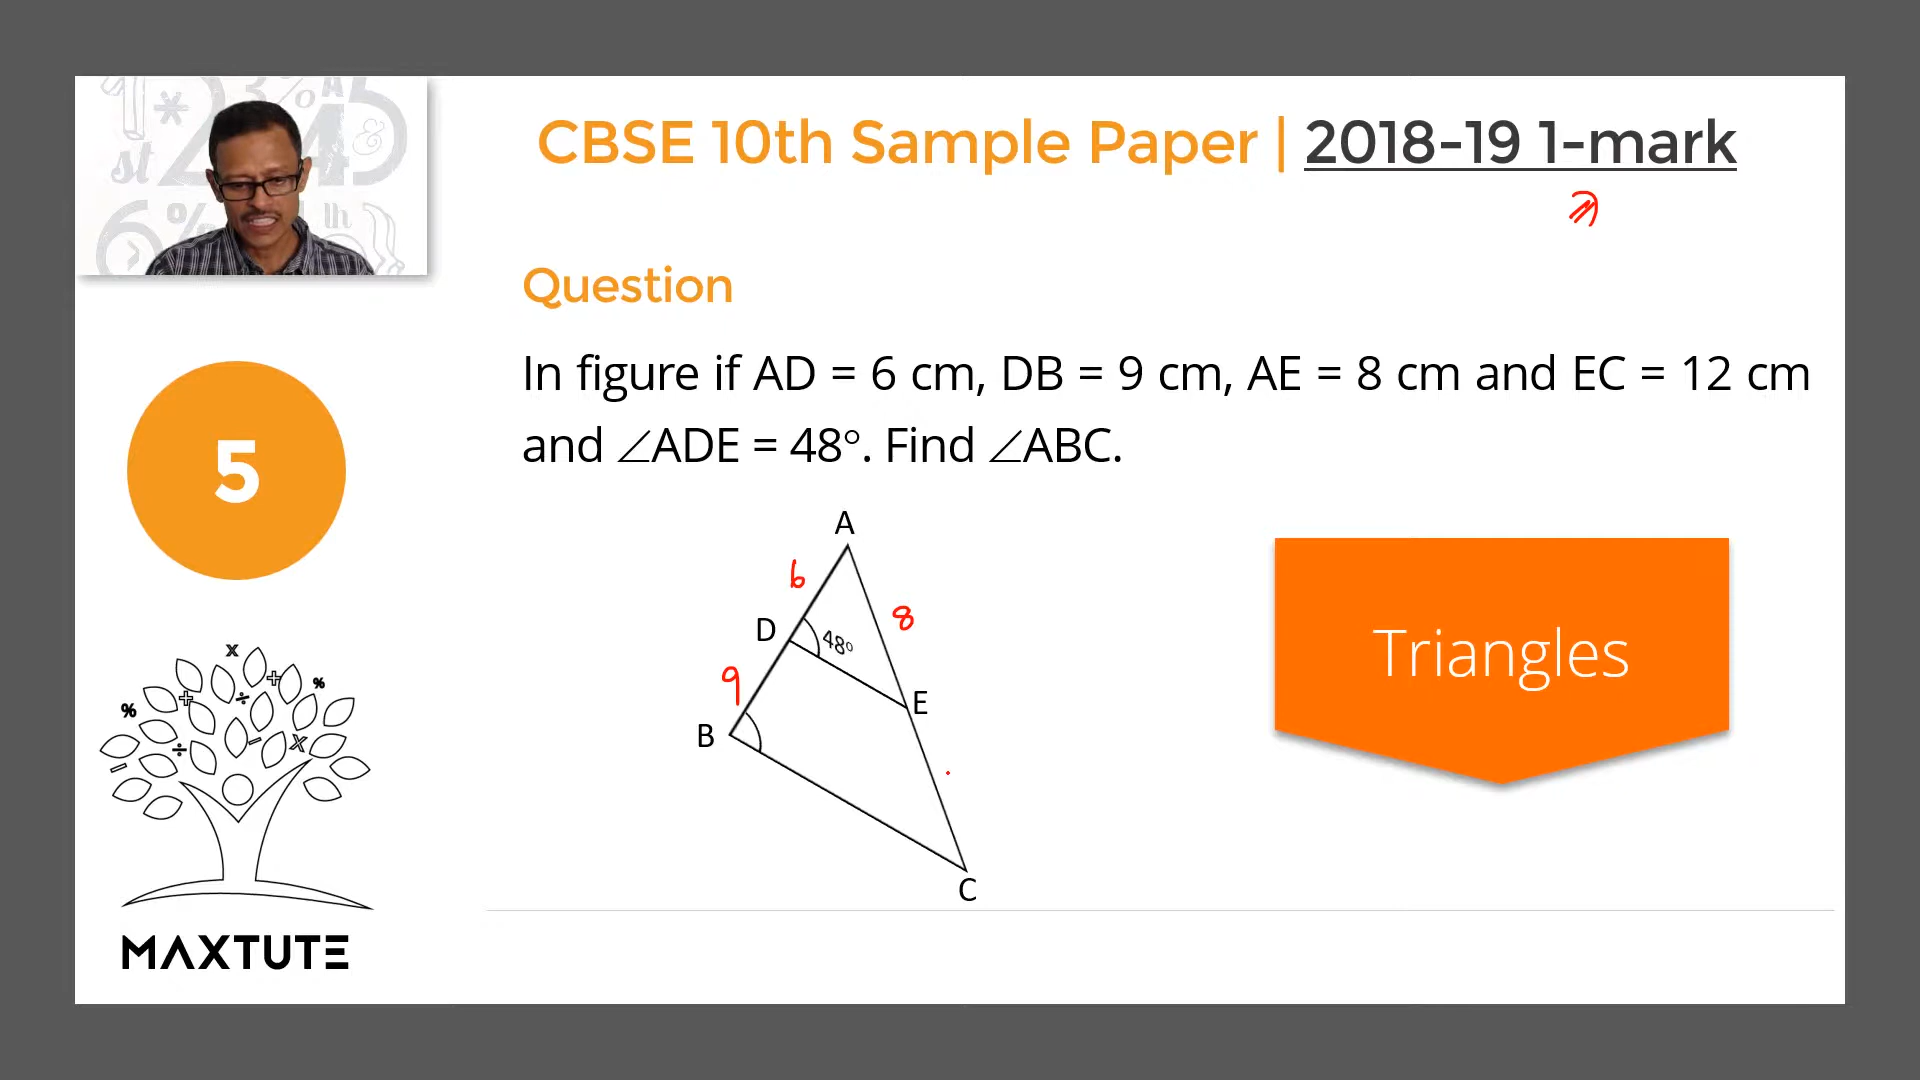 CBSE 10th Sample Paper | 2018-19 1-mark
Question
In figure if AD = 6 cm, DB = 9 cm, AE = 8 cm and EC = 12 cm
and ∠ADE = 48°. Find ∠ABC.
5
A
6
8
D
48°
9
E
B
C
Triangles
MAXTUTE